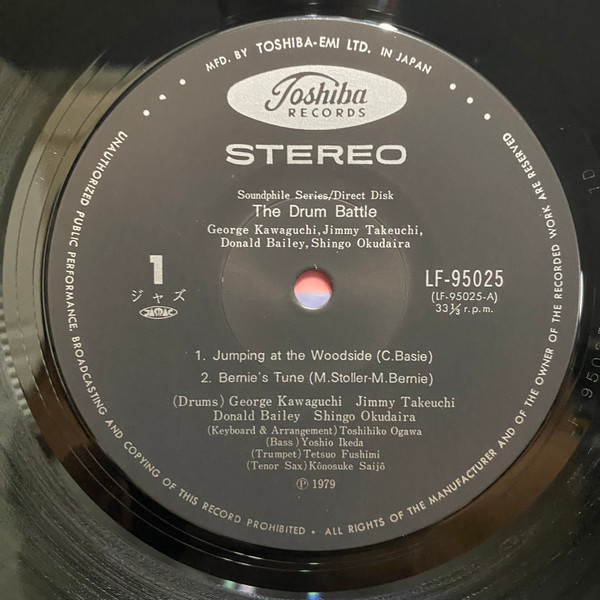 MFD. BY TOSHIBA-EMI LTD. IN JAPAN
Toshiba
RECORDS
STEREO
Soundphile Series/Direct Disk
The Drum Battle
George Kawaguchi, Jimmy Takeuchi,
Donald Bailey, Shingo Okudaira
1
ジャズ
JASRAC
LF-95025
(LF-95025-A)
33⅓ r.p.m.
1. Jumping at the Woodside (C.Basie)
2. Bernie's Tune (M.Stoller-M.Bernie)
(Drums) George Kawaguchi Jimmy Takeuchi
Donald Bailey Shingo Okudaira
(Keyboard & Arrangement) Toshihiko Ogawa
(Bass) Yoshio Ikeda
(Trumpet) Tetsuo Fushimi
(Tenor Sax) Kōnosuke Saijō
Ⓟ 1979
UNAUTHORIZED PUBLIC PERFORMANCE, BROADCASTING AND COPYING OF THIS RECORD PROHIBITED • ALL RIGHTS OF THE MANUFACTURER AND OF THE OWNER OF THE RECORDED WORK ARE RESERVED
1D